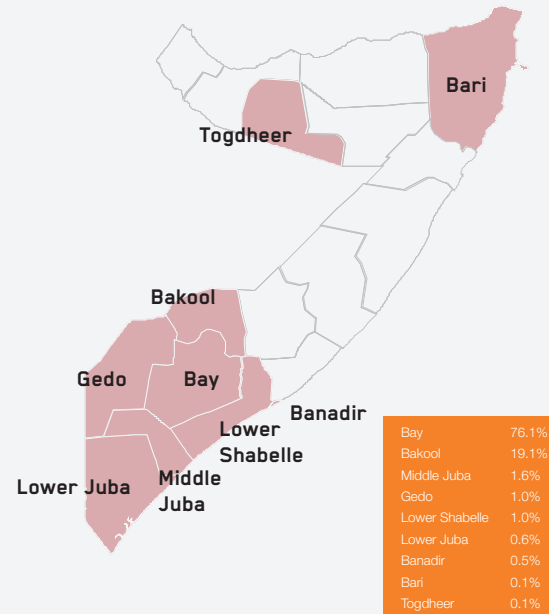 Bari
Togdheer
Bakool
Gedo
Bay
Banadir
Lower
Shabelle
Lower Juba
Middle
Juba
Bay 76.1%
Bakool 19.1%
Middle Juba 1.6%
Gedo 1.0%
Lower Shabelle 1.0%
Lower Juba 0.6%
Banadir 0.5%
Bari 0.1%
Togdheer 0.1%